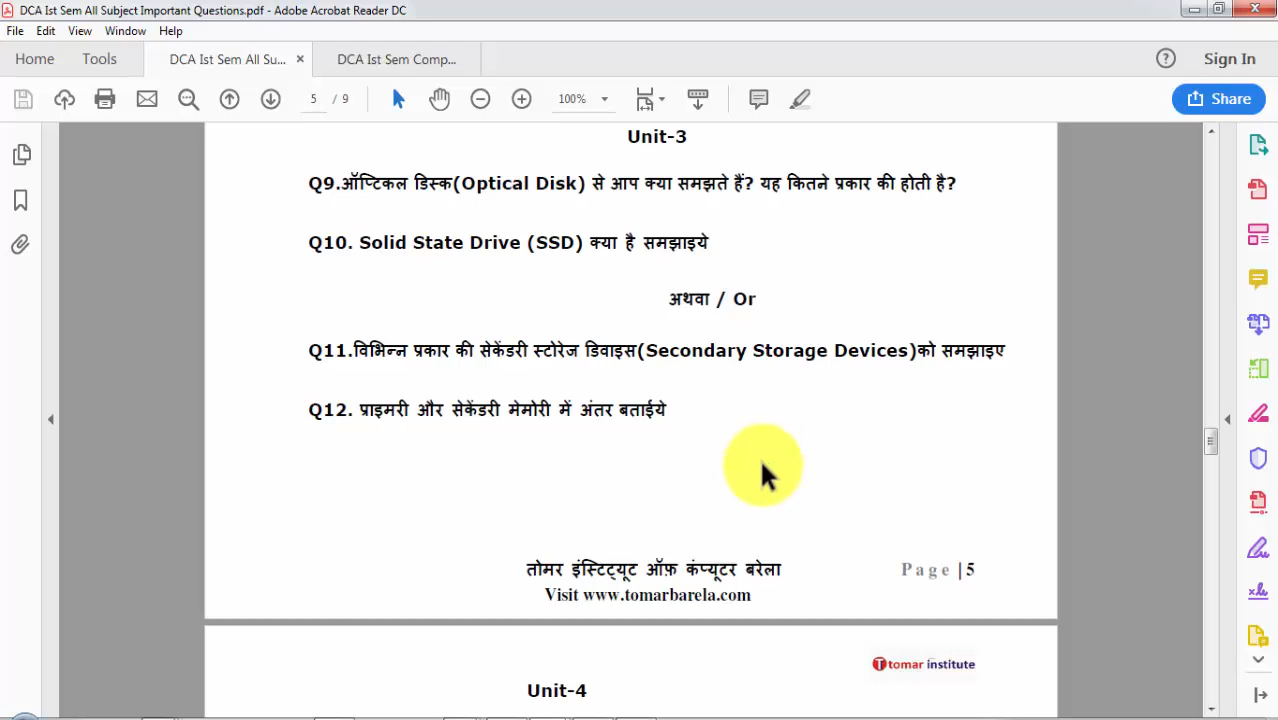 DCA Ist Sem All Subject Important Questions.pdf - Adobe Acrobat Reader DC
File Edit View Window Help
Home Tools DCA Ist Sem All Su... × DCA Ist Sem Comp... Sign In
5 / 9 100% Share
Unit-3
Q9.ऑप्टिकल डिस्क(Optical Disk) से आप क्या समझते हैं? यह कितने प्रकार की होती है?
Q10. Solid State Drive (SSD) क्या है समझाइये
अथवा / Or
Q11.विभिन्न प्रकार की सेकेंडरी स्टोरेज डिवाइस(Secondary Storage Devices)को समझाइए
Q12. प्राइमरी और सेकेंडरी मेमोरी में अंतर बताईये
तोमर इंस्टिट्यूट ऑफ़ कंप्यूटर बरेला Page | 5
Visit www.tomarbarela.com
tomar institute
Unit-4